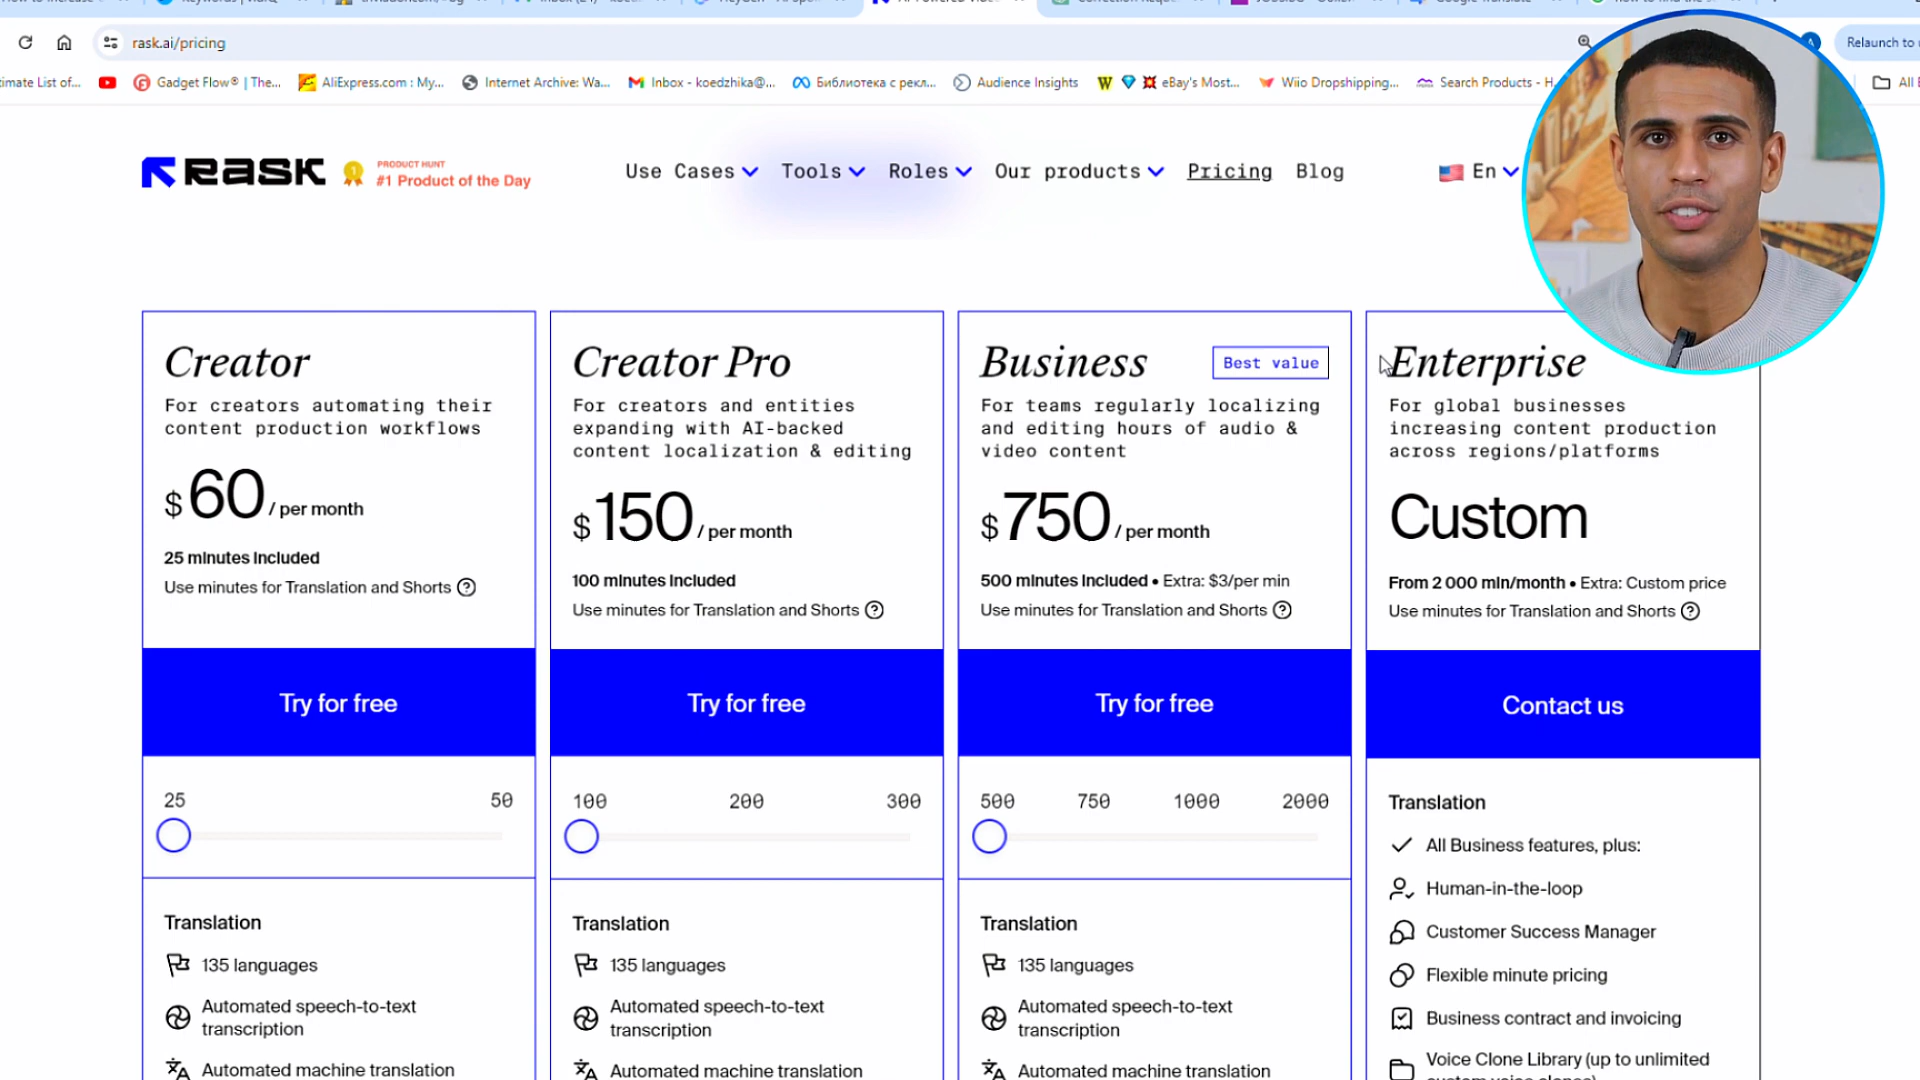 rask.ai/pricing
Relaunch to u
timate List of...
Gadget Flow® | The...
AliExpress.com : My...
Internet Archive: Wa...
Inbox - koedzhika@...
Библиотека с рекл...
Audience Insights
W
eBay's Most...
Wiio Dropshipping...
Search Products - H
All
RASK
1
PRODUCT HUNT
#1 Product of the Day
Use Cases
Tools
Roles
Our products
Pricing
Blog
En
Creator
For creators automating their
content production workflows
$60 / per month
25 minutes included
Use minutes for Translation and Shorts ?
Try for free
25 50
Translation
135 languages
Automated speech-to-text
transcription
Automated machine translation
Creator Pro
For creators and entities
expanding with AI-backed
content localization & editing
$150 / per month
100 minutes included
Use minutes for Translation and Shorts ?
Try for free
100 200 300
Translation
135 languages
Automated speech-to-text
transcription
Automated machine translation
Business
Best value
For teams regularly localizing
and editing hours of audio &
video content
$750 / per month
500 minutes included • Extra: $3/per min
Use minutes for Translation and Shorts ?
Try for free
500 750 1000 2000
Translation
135 languages
Automated speech-to-text
transcription
Automated machine translation
Enterprise
For global businesses
increasing content production
across regions/platforms
Custom
From 2 000 min/month • Extra: Custom price
Use minutes for Translation and Shorts ?
Contact us
Translation
All Business features, plus:
Human-in-the-loop
Customer Success Manager
Flexible minute pricing
Business contract and invoicing
Voice Clone Library (up to unlimited